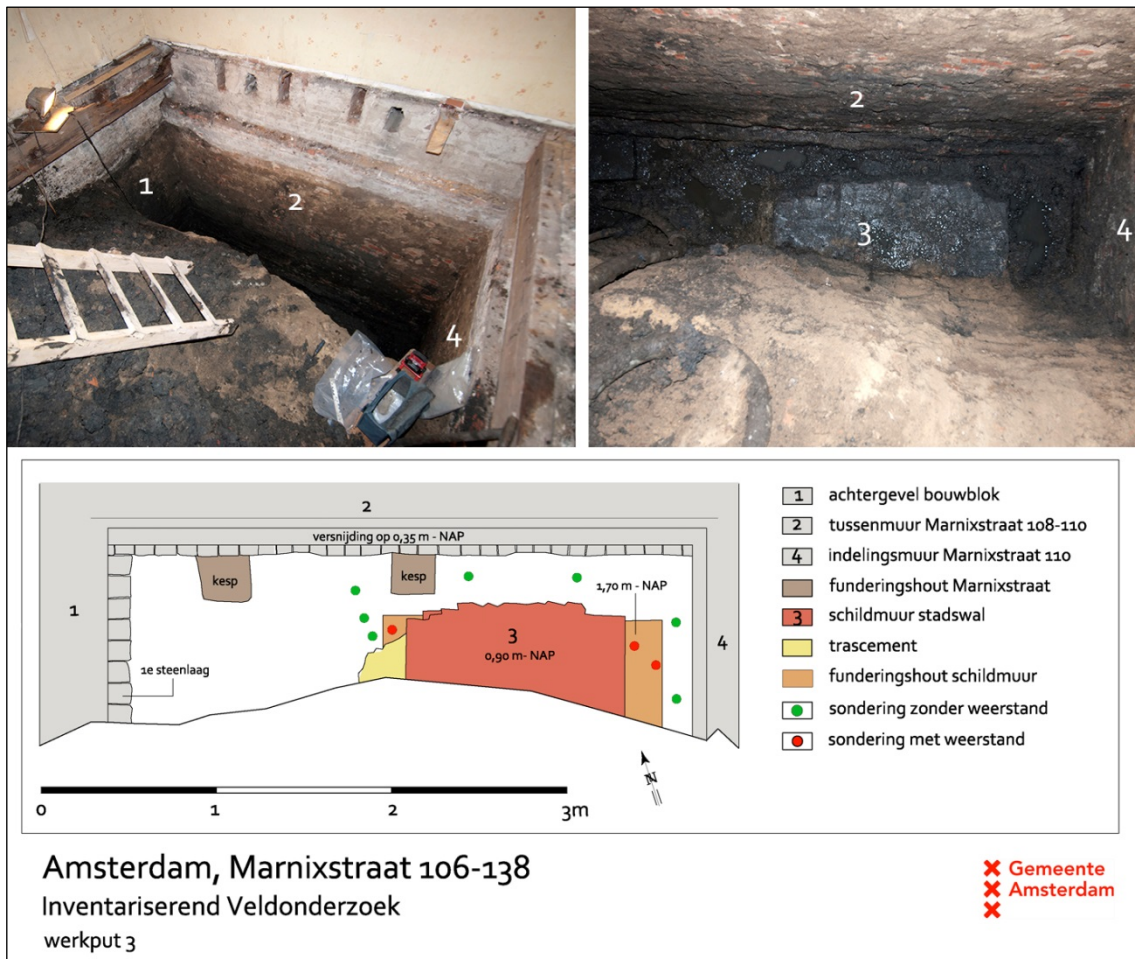 1
2
4
2
3
4
2
versnijding op 0,35 m - NAP
kesp
kesp
1,70 m - NAP
1
3
0,90 m- NAP
4
1e steenlaag
N
0
1
2
3m
1 achtergevel bouwblok
2 tussenmuur Marnixstraat 108-110
4 indelingsmuur Marnixstraat 110
funderingshout Marnixstraat
3 schildmuur stadswal
trascement
funderingshout schildmuur
sondering zonder weerstand
sondering met weerstand
Amsterdam, Marnixstraat 106-138
Inventariserend Veldonderzoek
werkput 3
Gemeente
Amsterdam